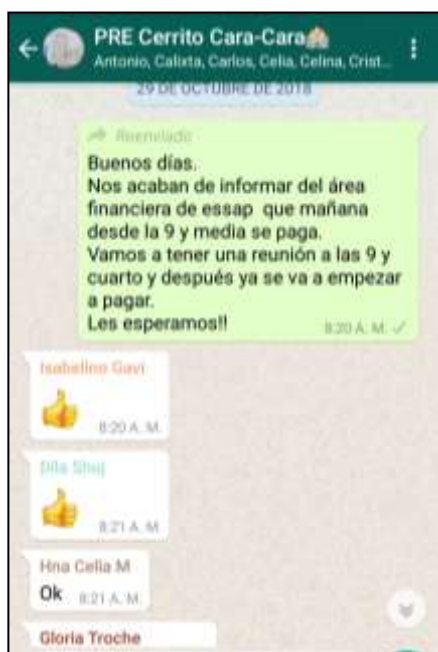 PRE Cerrito Cara-Cara
Antonio, Calixta, Carlos, Celia, Celina, Crist...
29 DE OCTUBRE DE 2018
Reenviado
Buenos días.
Nos acaban de informar del área
financiera de essap que mañana
desde la 9 y media se paga.
Vamos a tener una reunión a las 9 y
cuarto y después ya se va a empezar
a pagar.
Les esperamos!!
8:20 A. M.
Isabelino Gavi
8:20 A. M.
8:21 A. M.
Hna Celia M
Ok 8:21 A. M.
Gloria Troche